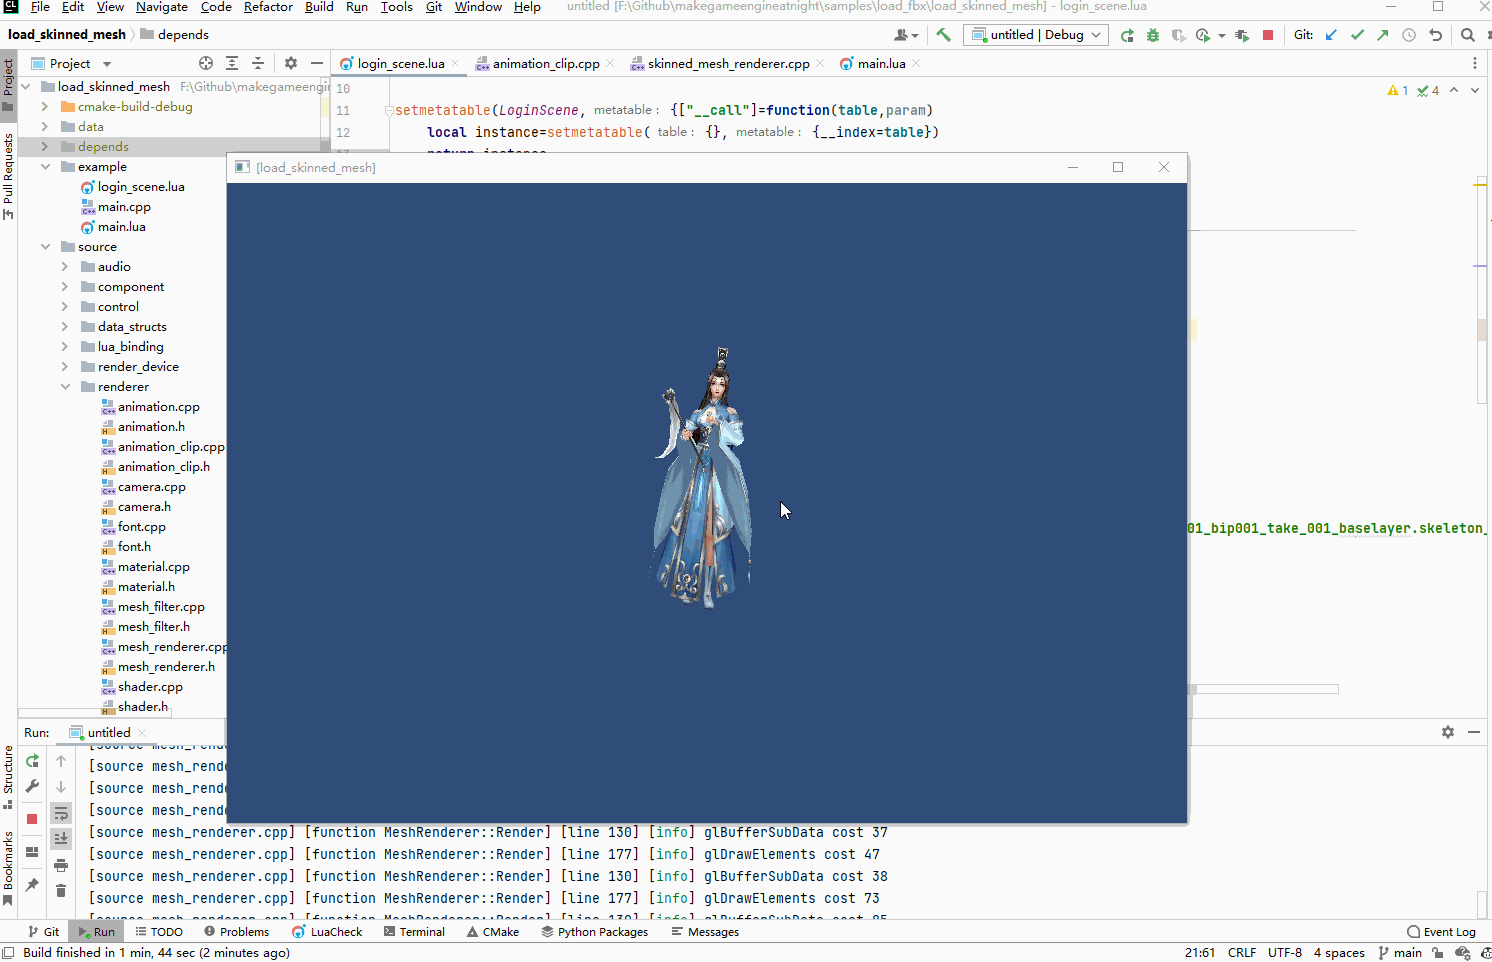 File Edit View Navigate Code Refactor Build Run Tools Git Window Help untitled [F:\Github\makegameengineatnight\samples\load_fbx\load_skinned_mesh] - login_scene.lua
load_skinned_mesh depends untitled | Debug Git:
Project login_scene.lua animation_clip.cpp skinned_mesh_renderer.cpp main.lua
Project
Pull Requests
load_skinned_mesh F:\Github\makegameengin
cmake-build-debug
data
depends
example
login_scene.lua
main.cpp
main.lua
source
audio
component
control
data_structs
lua_binding
render_device
renderer
animation.cpp
animation.h
animation_clip.cpp
animation_clip.h
camera.cpp
camera.h
font.cpp
font.h
material.cpp
material.h
mesh_filter.cpp
mesh_filter.h
mesh_renderer.cpp
mesh_renderer.h
shader.cpp
shader.h
10
11 setmetatable(LoginScene, metatable: {["__call"]=function(table,param)
12 local instance=setmetatable( table: {}, metatable: {__index=table})
return instance
1 4
[load_skinned_mesh]
01_bip001_take_001_baselayer.skeleton_
Structure
Bookmarks
Run: untitled
[source mesh_rende
[source mesh_rende
[source mesh_rende
[source mesh_renderer.cpp] [function MeshRenderer::Render] [line 130] [info] glBufferSubData cost 37
[source mesh_renderer.cpp] [function MeshRenderer::Render] [line 177] [info] glDrawElements cost 47
[source mesh_renderer.cpp] [function MeshRenderer::Render] [line 130] [info] glBufferSubData cost 38
[source mesh_renderer.cpp] [function MeshRenderer::Render] [line 177] [info] glDrawElements cost 73
Git Run TODO Problems LuaCheck Terminal CMake Python Packages Messages Event Log
Build finished in 1 min, 44 sec (2 minutes ago) 21:61 CRLF UTF-8 4 spaces main